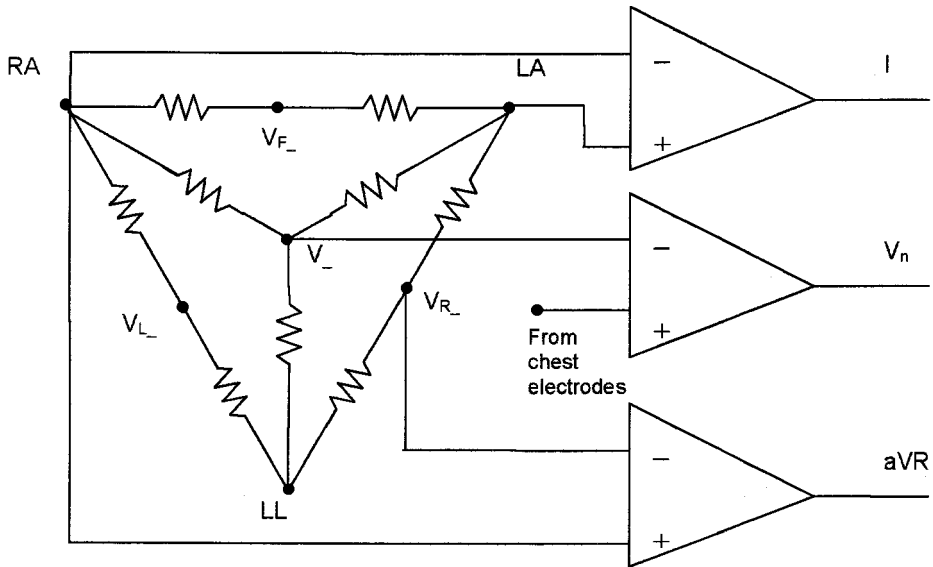 RA
LA
−
I
+
V_F_
V_
−
V_n
V_L_
V_R_
From
chest
electrodes
+
−
aVR
LL
+